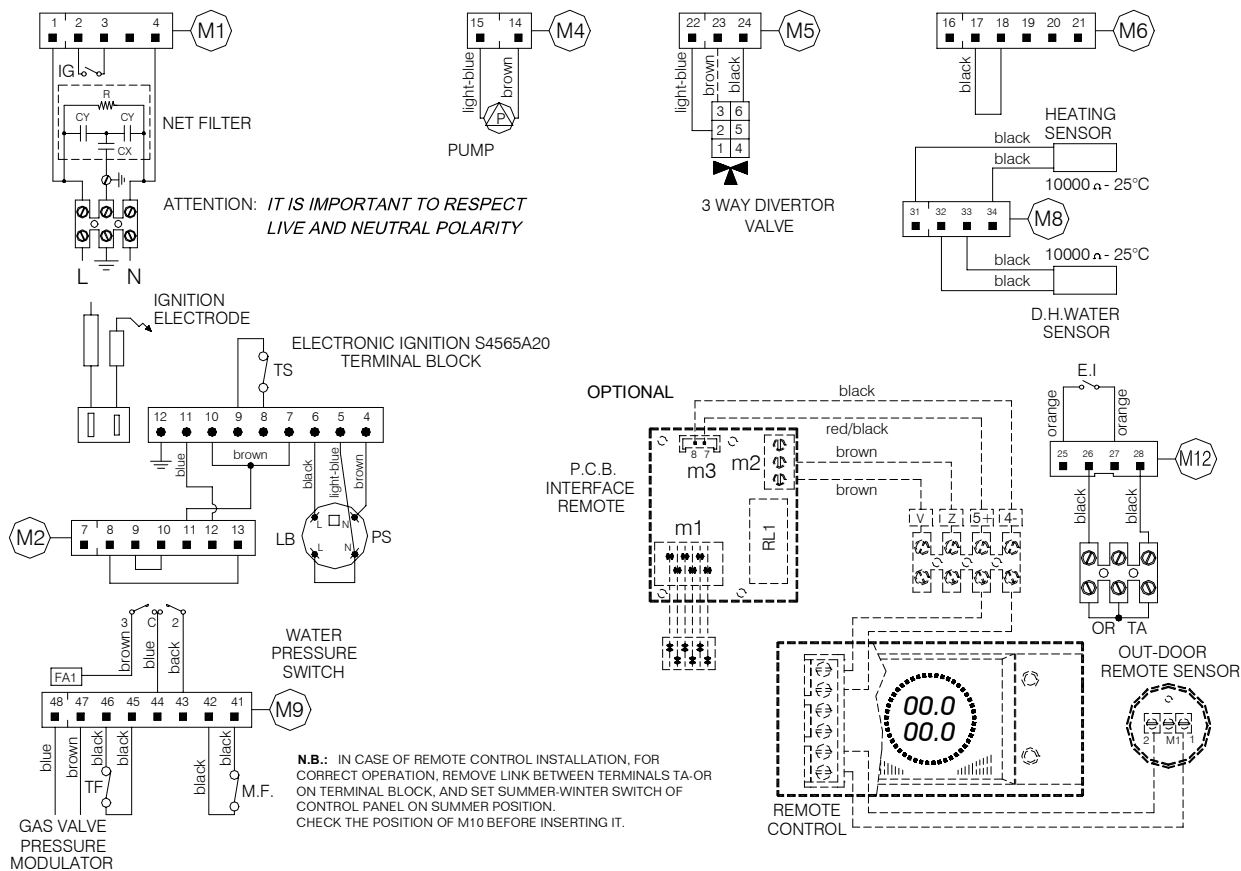 1 2 3 4
M1
IG
R
CY CY
CX
NET FILTER
L N
ATTENTION: IT IS IMPORTANT TO RESPECT
LIVE AND NEUTRAL POLARITY
15 14
M4
light-blue
brown
P
PUMP
22 23 24
M5
light-blue
brown
black
3 6
2 5
1 4
3 WAY DIVERTOR
VALVE
16 17 18 19 20 21
M6
black
HEATING
SENSOR
black
black
10000 Ω - 25°C
31 32 33 34
M8
10000 Ω - 25°C
black
black
D.H.WATER
SENSOR
IGNITION
ELECTRODE
ELECTRONIC IGNITION S4565A20
TERMINAL BLOCK
TS
12 11 10 9 8 7 6 5 4
blue
brown
black
light-blue
brown
L N
L N
LB
PS
M2
7 8 9 10 11 12 13
3 C 2
brown
blue
back
WATER
PRESSURE
SWITCH
FA1
48 47 46 45 44 43 42 41
M9
blue
brown
black
black
TF
black
black
M.F.
GAS VALVE
PRESSURE
MODULATOR
N.B.: IN CASE OF REMOTE CONTROL INSTALLATION, FOR
CORRECT OPERATION, REMOVE LINK BETWEEN TERMINALS TA-OR
ON TERMINAL BLOCK, AND SET SUMMER-WINTER SWITCH OF
CONTROL PANEL ON SUMMER POSITION.
CHECK THE POSITION OF M10 BEFORE INSERTING IT.
OPTIONAL
black
red/black
brown
brown
P.C.B.
INTERFACE
REMOTE
8 7
m3
m2
m1
RL1
V Z 5+ 4-
E.I
orange
orange
25 26 27 28
M12
black
black
OR TA
OUT-DOOR
REMOTE SENSOR
2 M1 1
00.0
00.0
REMOTE
CONTROL